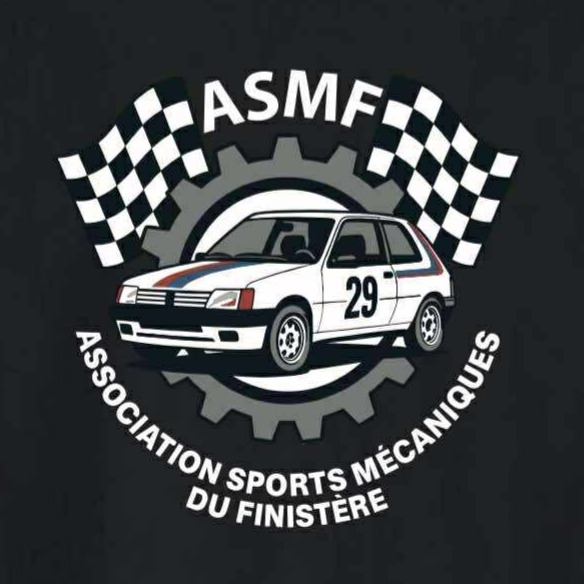 ASMF
29
ASSOCIATION SPORTS MÉCANIQUES
DU FINISTÈRE